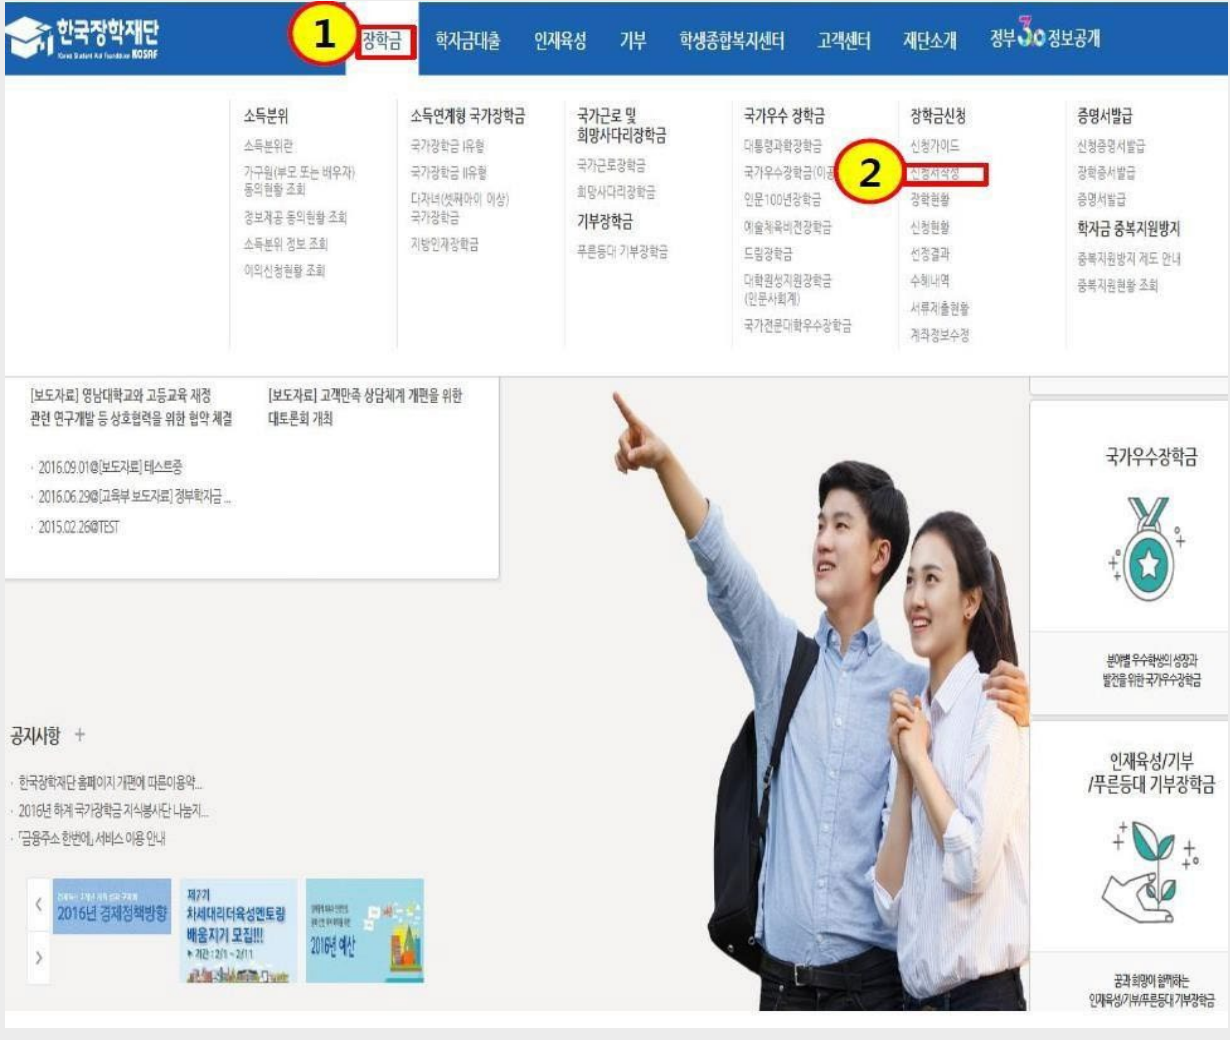 한국장학재단
Korea Student Aid Foundation KOSAF
1
장학금
학자금대출
인재육성
기부
학생종합복지센터
고객센터
재단소개
정부3.0 정보공개
소득분위
소득분위란
가구원(부모 또는 배우자)
동의현황 조회
정보제공 동의현황 조회
소득분위 정보 조회
이의신청현황 조회
소득연계형 국가장학금
국가장학금 I유형
국가장학금 II유형
다자녀(셋째아이 이상)
국가장학금
지방인재장학금
국가근로 및
희망사다리장학금
국가근로장학금
희망사다리장학금
기부장학금
푸른등대 기부장학금
국가우수 장학금
대통령과학장학금
국가우수장학금(이공
인문100년장학금
예술체육비전장학금
드림장학금
대학원생지원장학금
(인문사회계)
국가전문대학우수장학금
장학금신청
신청가이드
2
신청서작성
장학현황
신청현황
선정결과
수혜내역
서류제출현황
계좌정보수정
증명서발급
신청증명서발급
장학증서발급
증명서발급
학자금 중복지원방지
중복지원방지 제도 안내
중복지원현황 조회
[보도자료] 영남대학교와 고등교육 재정
관련 연구개발 등 상호협력을 위한 협약 체결
[보도자료] 고객만족 상담체계 개편을 위한
대토론회 개최
· 2016.09.01@[보도자료] 테스트중
· 2016.06.29@[교육부 보도자료] 정부학자금 ...
· 2015.02.26@TEST
공지사항 +
· 한국장학재단 홈페이지 개편에 따른이용약...
· 2016년 하계 국가장학금 지식봉사단 나눔지...
· 「금융주소 한번에」 서비스 이용 안내
2016년 경제정책방향
제7기
차세대리더육성멘토링
배움지기 모집!!!
▶ 기간 : 2/1 ~ 2/11
2016년 예산
국가우수장학금
분야별 우수학생의 성장과
발전을 위한 국가우수장학금
인재육성/기부
/푸른등대 기부장학금
꿈과 희망이 함께하는
인재육성/기부/푸른등대 기부장학금